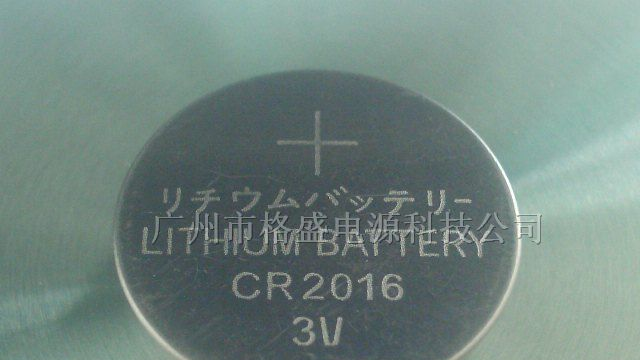 +
リチウムバッテリー
广州市格盛电源科技公司
LITHIUM BATTERY
CR2016
3V